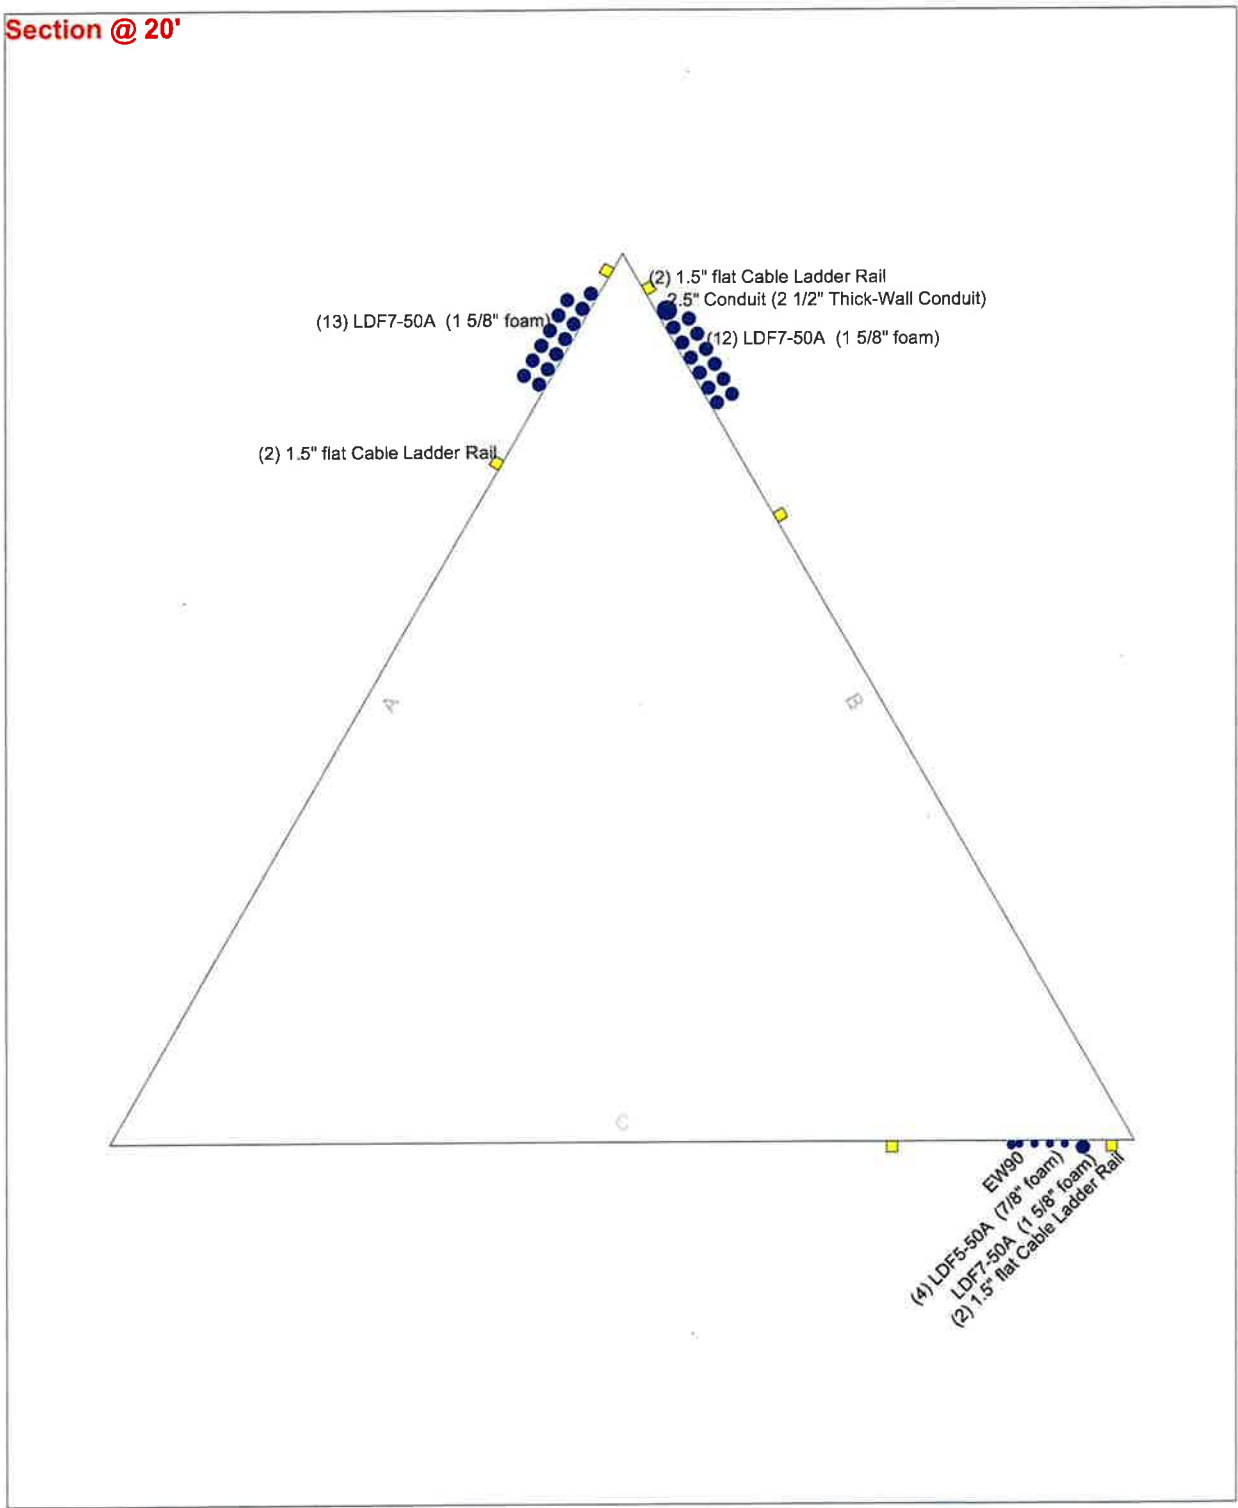 Section @ 20'
(2) 1.5" flat Cable Ladder Rail
2.5" Conduit (2 1/2" Thick-Wall Conduit)
(13) LDF7-50A (1 5/8" foam)
(12) LDF7-50A (1 5/8" foam)
(2) 1.5" flat Cable Ladder Rail
A
B
C
EW90
(4) LDF5-50A (7/8" foam)
LDF7-50A (1 5/8" foam)
(2) 1.5" flat Cable Ladder Rail